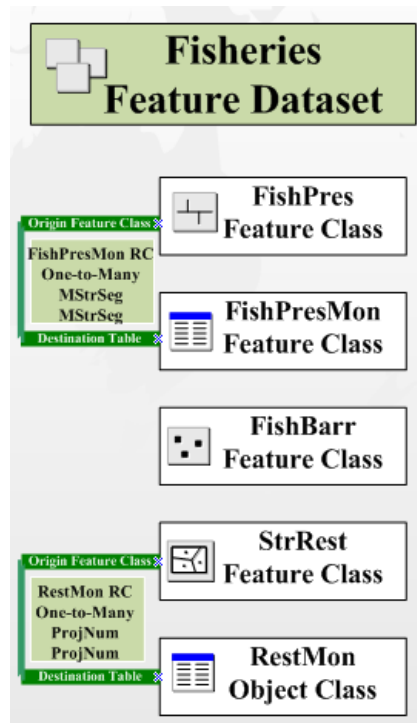 Fisheries
Feature Dataset
FishPres
Feature Class
Origin Feature Class
FishPresMon RC
One-to-Many
MStrSeg
MStrSeg
Destination Table
FishPresMon
Feature Class
FishBarr
Feature Class
StrRest
Feature Class
Origin Feature Class
RestMon RC
One-to-Many
ProjNum
ProjNum
Destination Table
RestMon
Object Class